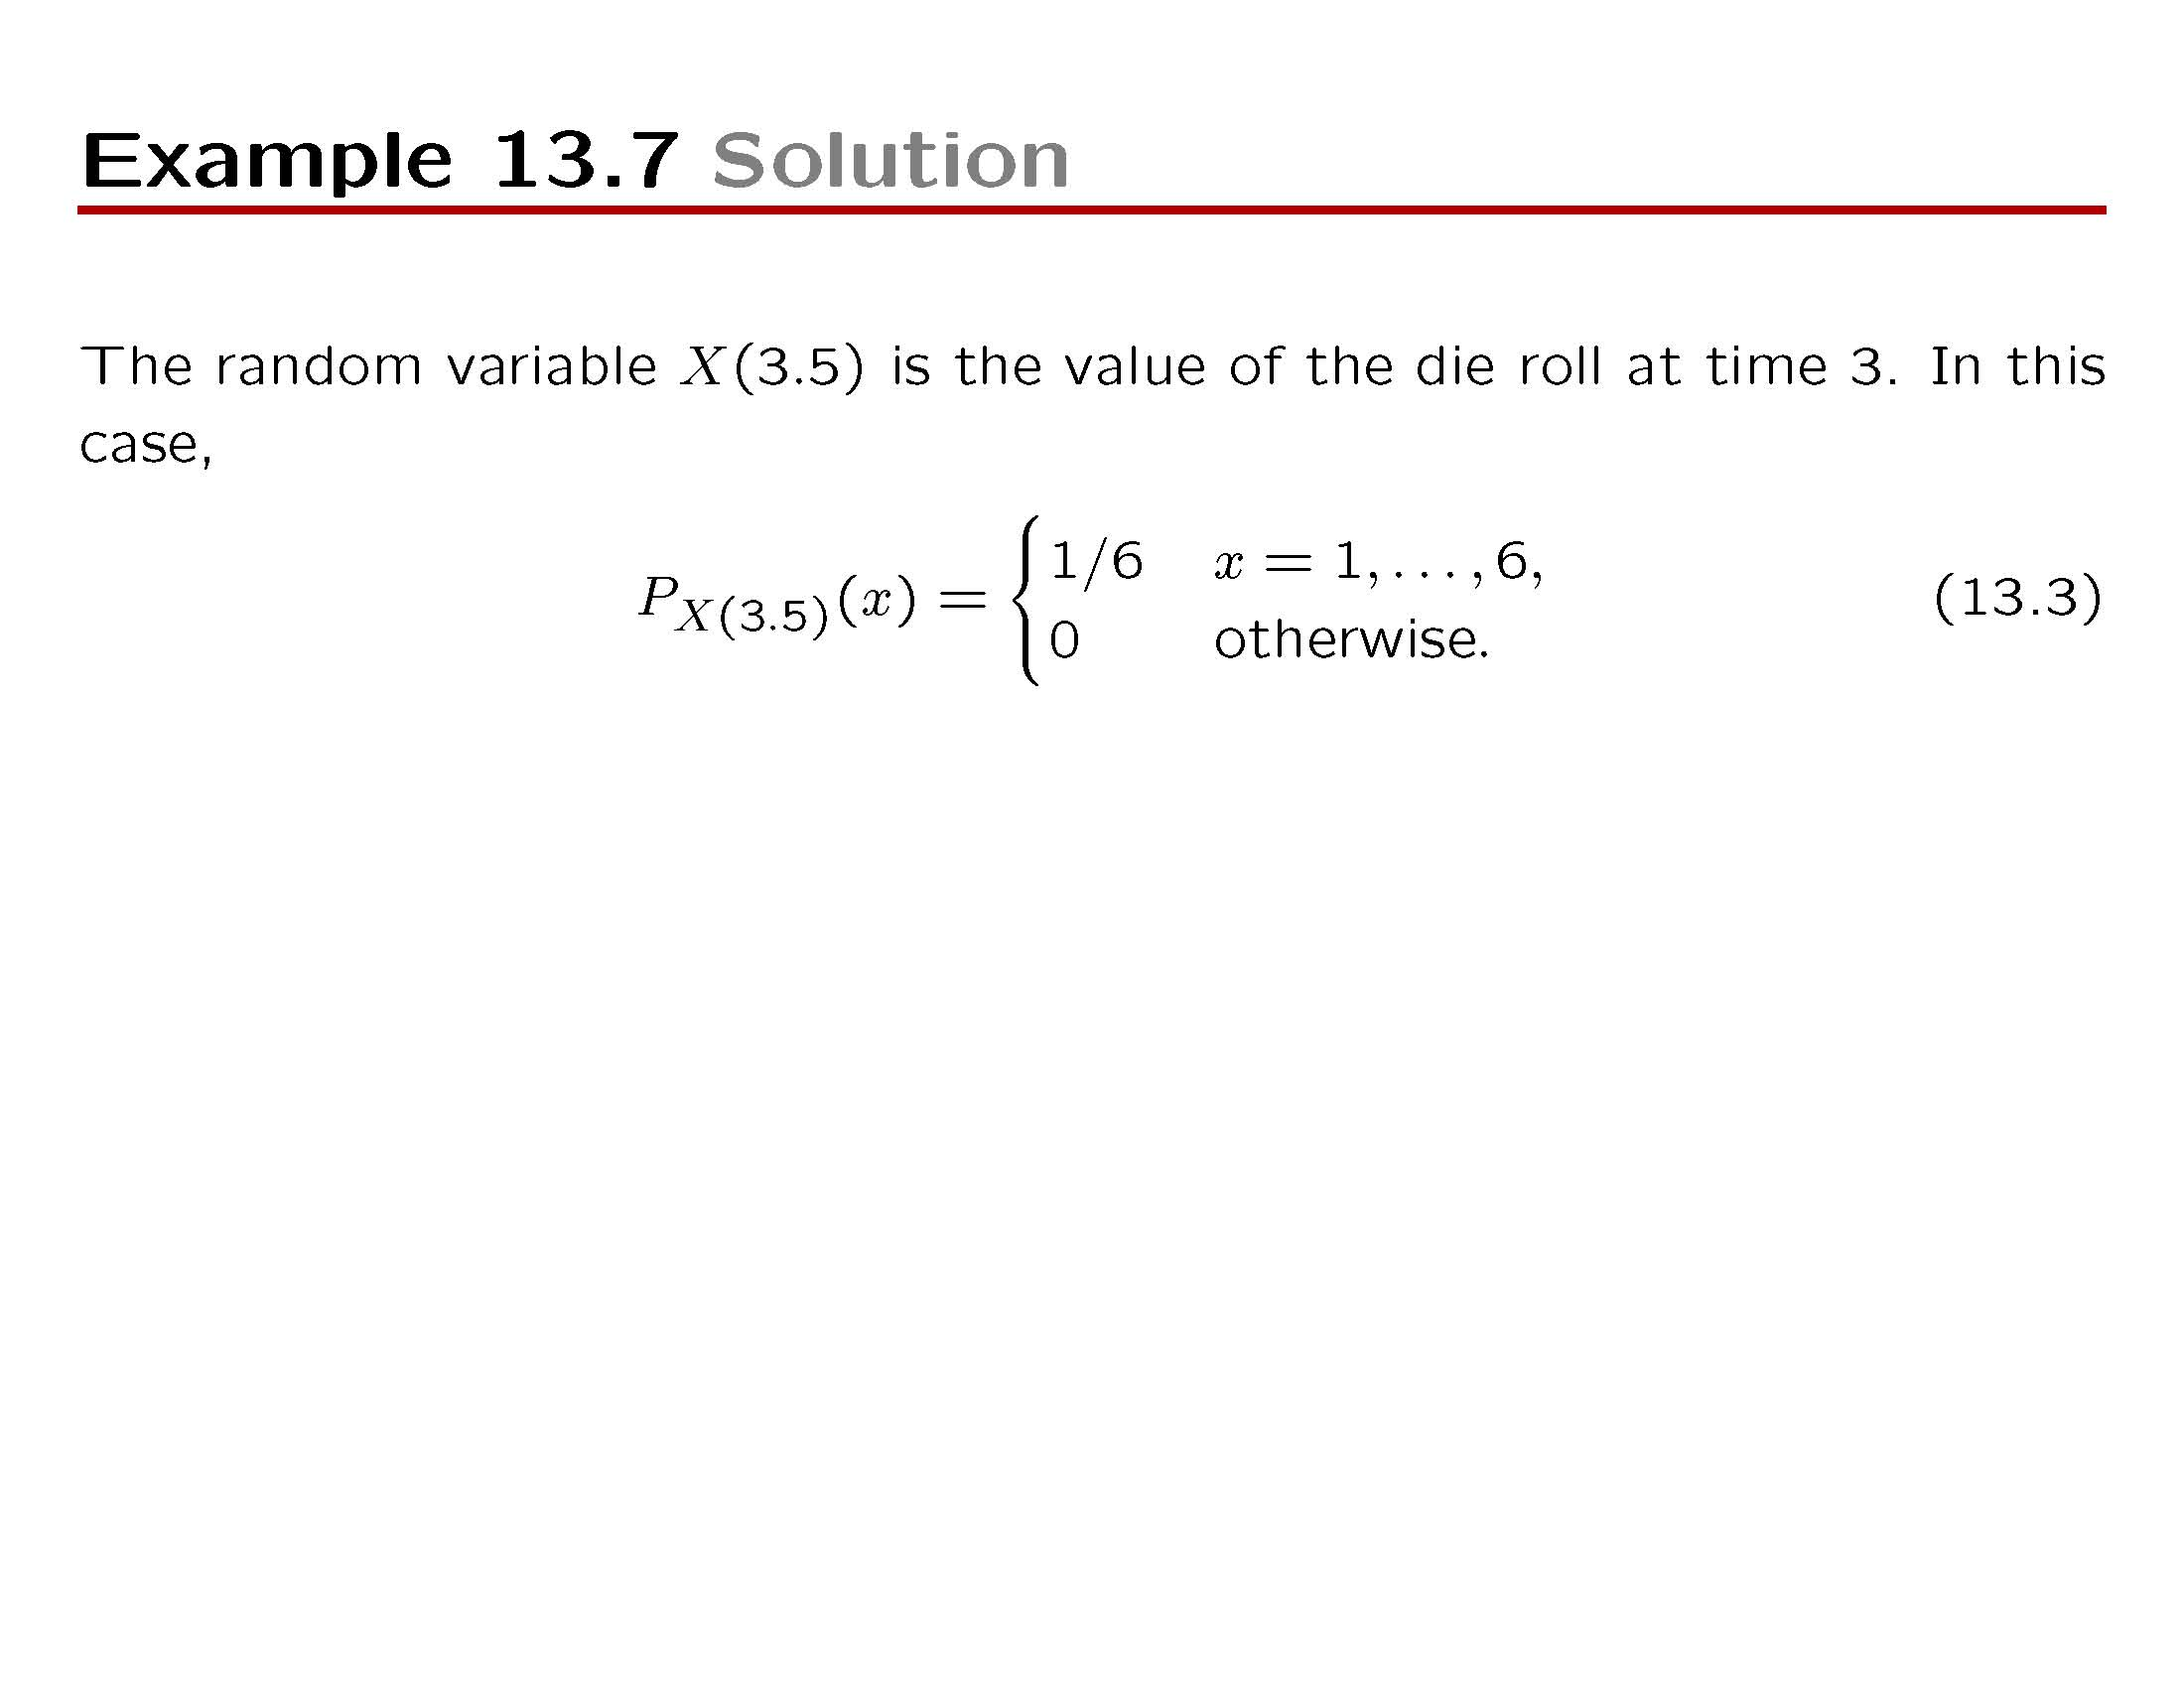 Example 13.7 Solution
The random variable X(3.5) is the value of the die roll at time 3. In this
case,
P_{X(3.5)}(x) = { 1/6 x = 1, . . . , 6,
0 otherwise. (13.3)